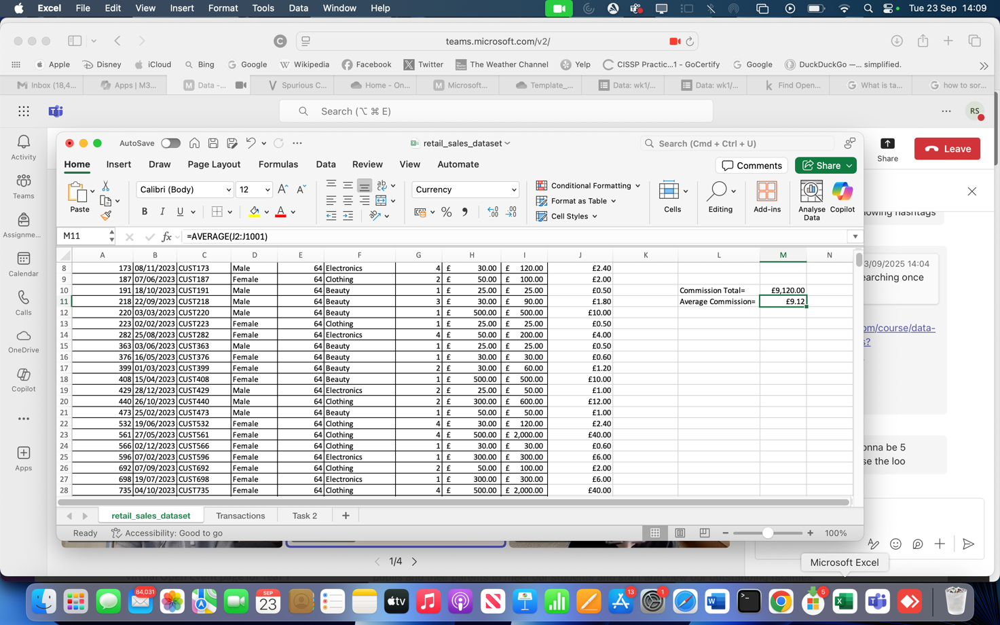 Excel File Edit View Insert Format Tools Data Window Help Tue 23 Sep 14:09
teams.microsoft.com/v2/
Apple Disney iCloud Bing Google Wikipedia Facebook Twitter The Weather Channel Yelp CISSP Practic...1 - GoCertify Google DuckDuckGo —... simplified.
Inbox (18,4... Apps | M3... Data -... Spurious C... Home - On... Microsoft... Template_... Data: wk1/... Data: wk1/... Find Open... What is ta... how to sor...
Search (⌥ ⌘ E)
RS
Activity
Teams
Assignme...
Calendar
Calls
OneDrive
Copilot
Apps
Share
Leave
AutoSave
retail_sales_dataset
Search (Cmd + Ctrl + U)
Home Insert Draw Page Layout Formulas Data Review View Automate
Comments Share
Paste
Calibri (Body) 12
B I U
Currency
Conditional Formatting
Format as Table
Cell Styles
Cells
Editing
Add-ins
Analyse Data
Copilot
M11 fx =AVERAGE(J2:J1001)
A B C D E F G H I J K L M N
8 173 08/11/2023 CUST173 Male 64 Electronics 4 £ 30.00 £ 120.00 £2.40
9 187 07/06/2023 CUST187 Female 64 Clothing 2 £ 50.00 £ 100.00 £2.00
10 191 18/10/2023 CUST191 Male 64 Beauty 1 £ 25.00 £ 25.00 £0.50 Commission Total= £9,120.00
11 218 22/09/2023 CUST218 Male 64 Beauty 3 £ 30.00 £ 90.00 £1.80 Average Commission= £9.12
12 220 03/03/2023 CUST220 Male 64 Beauty 1 £ 500.00 £ 500.00 £10.00
13 223 02/02/2023 CUST223 Female 64 Clothing 1 £ 25.00 £ 25.00 £0.50
14 282 25/08/2023 CUST282 Female 64 Electronics 4 £ 50.00 £ 200.00 £4.00
15 363 03/06/2023 CUST363 Male 64 Beauty 1 £ 25.00 £ 25.00 £0.50
16 376 16/05/2023 CUST376 Female 64 Beauty 1 £ 30.00 £ 30.00 £0.60
17 399 01/03/2023 CUST399 Female 64 Beauty 2 £ 30.00 £ 60.00 £1.20
18 408 15/04/2023 CUST408 Female 64 Beauty 1 £ 500.00 £ 500.00 £10.00
19 429 28/12/2023 CUST429 Male 64 Electronics 2 £ 25.00 £ 50.00 £1.00
20 440 26/10/2023 CUST440 Male 64 Clothing 2 £ 300.00 £ 600.00 £12.00
21 473 25/02/2023 CUST473 Male 64 Beauty 1 £ 50.00 £ 50.00 £1.00
22 532 19/06/2023 CUST532 Female 64 Clothing 4 £ 30.00 £ 120.00 £2.40
23 561 27/05/2023 CUST561 Female 64 Clothing 4 £ 500.00 £ 2,000.00 £40.00
24 566 02/12/2023 CUST566 Female 64 Clothing 1 £ 30.00 £ 30.00 £0.60
25 596 07/02/2023 CUST596 Female 64 Electronics 1 £ 300.00 £ 300.00 £6.00
26 692 07/09/2023 CUST692 Female 64 Clothing 2 £ 50.00 £ 100.00 £2.00
27 698 19/07/2023 CUST698 Female 64 Electronics 1 £ 300.00 £ 300.00 £6.00
28 735 04/10/2023 CUST735 Female 64 Clothing 4 £ 500.00 £ 2,000.00 £40.00
retail_sales_dataset Transactions Task 2
Ready Accessibility: Good to go 100%
owing hashtags
3/09/2025 14:04
earching once
om/course/data-
s?
onna be 5
se the loo
1/4
Microsoft Excel
84,031
SEP
23
tv
13
1
5